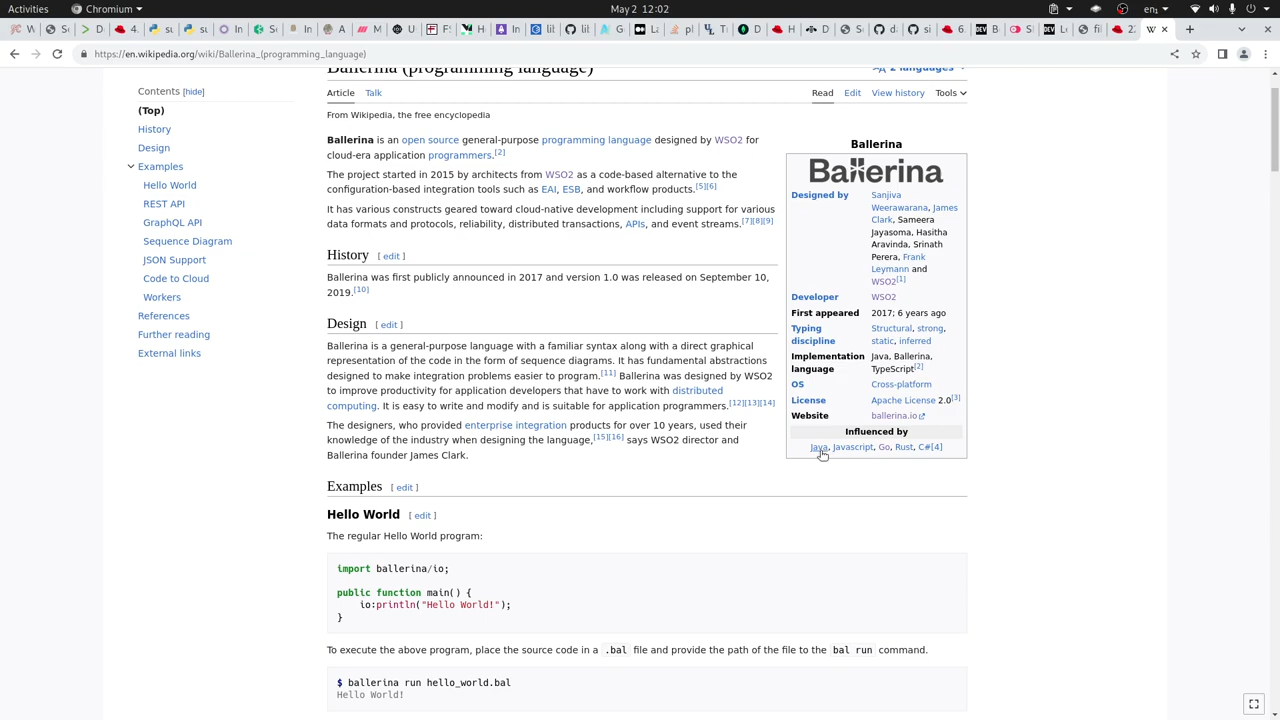 Activities
Chromium
May 2 12:02
https://en.wikipedia.org/wiki/Ballerina_(programming_language)
Ballerina (programming language)
2 languages
Contents [hide]
(Top)
History
Design
Examples
Hello World
REST API
GraphQL API
Sequence Diagram
JSON Support
Code to Cloud
Workers
References
Further reading
External links
Article Talk
Read Edit View history Tools
From Wikipedia, the free encyclopedia
Ballerina is an open source general-purpose programming language designed by WSO2 for
cloud-era application programmers.[2]
The project started in 2015 by architects from WSO2 as a code-based alternative to the
configuration-based integration tools such as EAI, ESB, and workflow products.[5][6]
It has various constructs geared toward cloud-native development including support for various
data formats and protocols, reliability, distributed transactions, APIs, and event streams.[7][8][9]
History [ edit ]
Ballerina was first publicly announced in 2017 and version 1.0 was released on September 10,
2019.[10]
Design [ edit ]
Ballerina is a general-purpose language with a familiar syntax along with a direct graphical
representation of the code in the form of sequence diagrams. It has fundamental abstractions
designed to make integration problems easier to program.[11] Ballerina was designed by WSO2
to improve productivity for application developers that have to work with distributed
computing. It is easy to write and modify and is suitable for application programmers.[12][13][14]
The designers, who provided enterprise integration products for over 10 years, used their
knowledge of the industry when designing the language,[15][16] says WSO2 director and
Ballerina founder James Clark.
Ballerina
Ballerina
Designed by Sanjiva
Weerawarana, James
Clark, Sameera
Jayasoma, Hasitha
Aravinda, Srinath
Perera, Frank
Leymann and
WSO2[1]
Developer WSO2
First appeared 2017; 6 years ago
Typing Structural, strong,
discipline static, inferred
Implementation Java, Ballerina,
language TypeScript[2]
OS Cross-platform
License Apache License 2.0[3]
Website ballerina.io
Influenced by
Java, Javascript, Go, Rust, C#[4]
Examples [ edit ]
Hello World [ edit ]
The regular Hello World program:
import ballerina/io;
public function main() {
io:println("Hello World!");
}
To execute the above program, place the source code in a .bal file and provide the path of the file to the bal run command.
$ ballerina run hello_world.bal
Hello World!